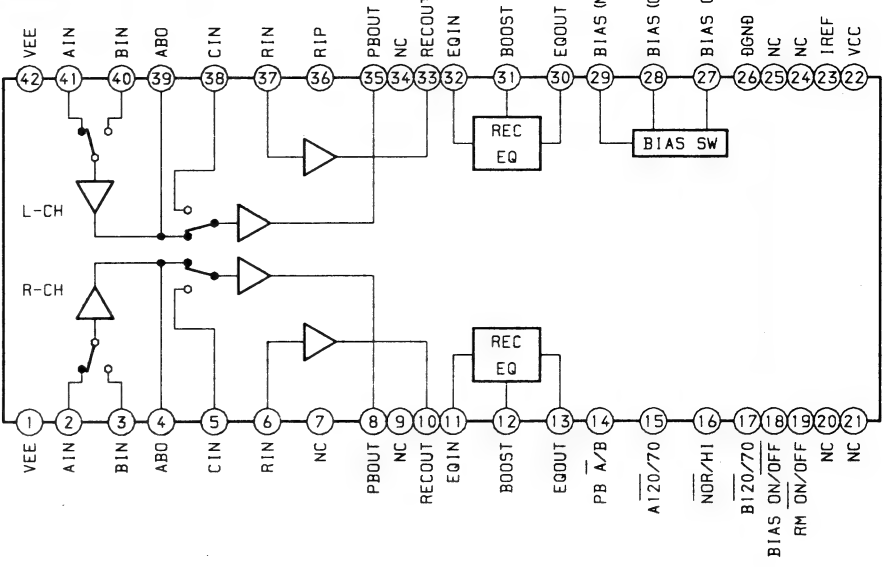 VEE
AIN
BIN
ABO
CIN
RIN
RIP
PBOUT
NC
RECOUT
EQIN
BOOST
EQOUT
BIAS
BIAS
BIAS
DGND
NC
NC
IREF
VCC
42 41 40 39 38 37 36 35 34 33 32 31 30 29 28 27 26 25 24 23 22
REC
EQ
BIAS SW
L-CH
R-CH
REC
EQ
1 2 3 4 5 6 7 8 9 10 11 12 13 14 15 16 17 18 19 20 21
VEE
AIN
BIN
ABO
CIN
RIN
NC
PBOUT
NC
RECOUT
EQIN
BOOST
EQOUT
PB A/B
A120/70
NOR/HI
B120/70
BIAS ON/OFF
RM ON/OFF
NC
NC